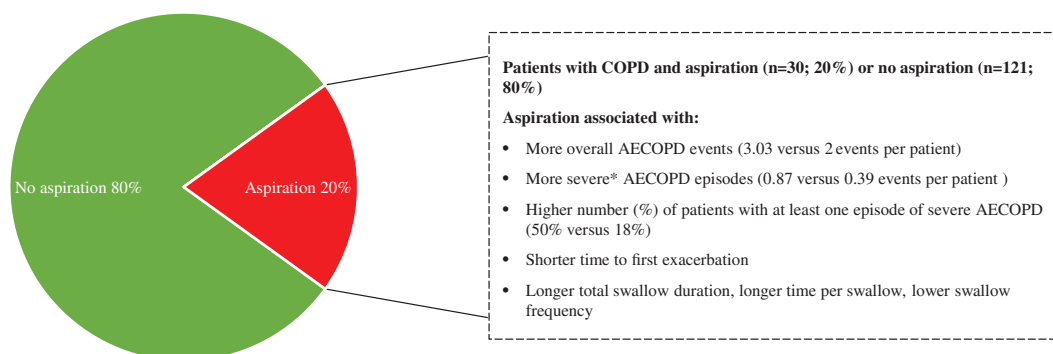 No aspiration 80%
Aspiration 20%
Patients with COPD and aspiration (n=30; 20%) or no aspiration (n=121;
80%)
Aspiration associated with:
• More overall AECOPD events (3.03 versus 2 events per patient)
• More severe* AECOPD episodes (0.87 versus 0.39 events per patient )
• Higher number (%) of patients with at least one episode of severe AECOPD
(50% versus 18%)
• Shorter time to first exacerbation
• Longer total swallow duration, longer time per swallow, lower swallow
frequency